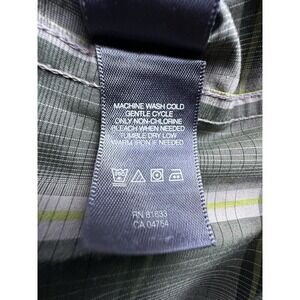 MACHINE WASH COLD
GENTLE CYCLE
ONLY NON-CHLORINE
BLEACH WHEN NEEDED
TUMBLE DRY LOW
WARM IRON IF NEEDED
RN 81633
CA 04754